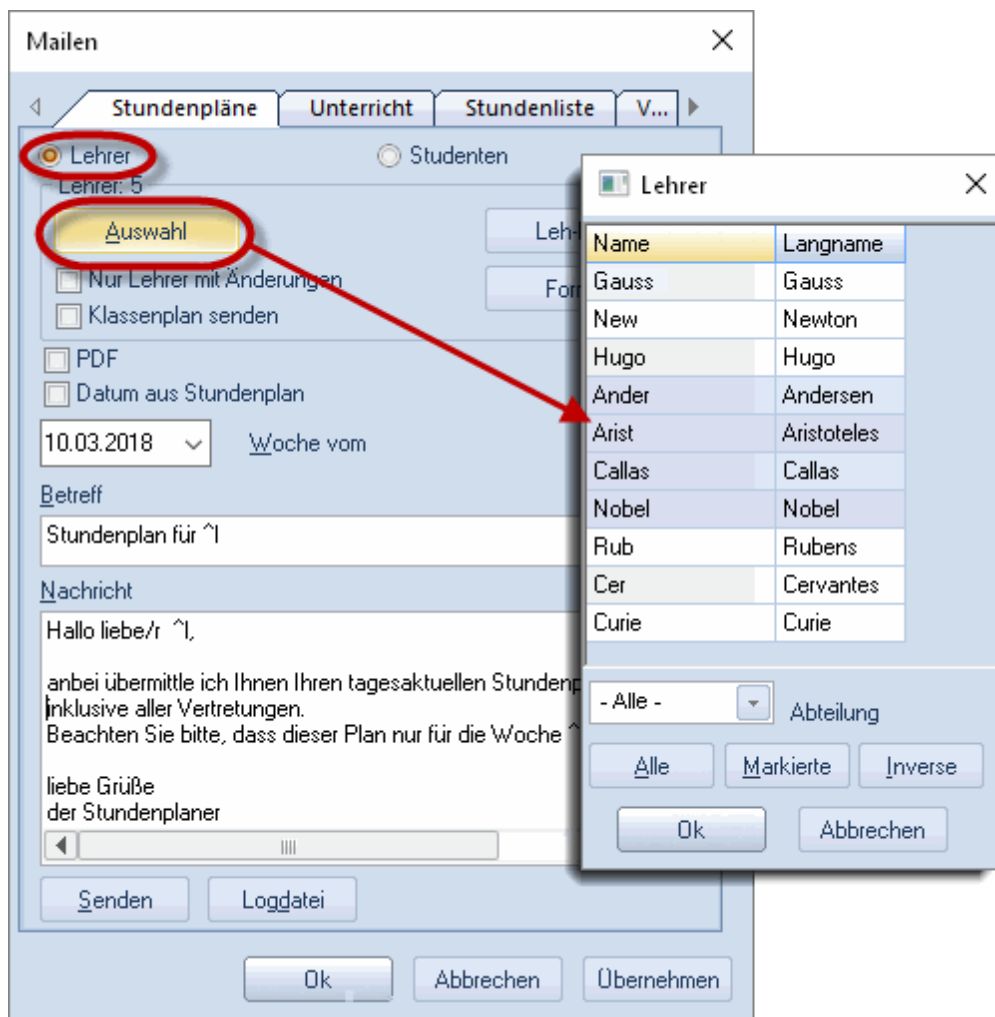 Mailen
Stundenpläne Unterricht Stundenliste V...
Lehrer Studenten
Lehrer: 5
Auswahl
Nur Lehrer mit Änderungen
Klassenplan senden
PDF
Datum aus Stundenplan
10.03.2018 Woche vom
Betreff
Stundenplan für ^l
Nachricht
Hallo liebe/r ^l,
anbei übermittle ich Ihnen Ihren tagesaktuellen
inklusive aller Vertretungen.
Beachten Sie bitte, dass dieser Plan nur für die Woche ^
liebe Grüße
der Stundenplaner
Senden Logdatei
Ok Abbrechen Übernehmen
Lehrer
Name Langname
Gauss Gauss
New Newton
Hugo Hugo
Ander Andersen
Arist Aristoteles
Callas Callas
Nobel Nobel
Rub Rubens
Cer Cervantes
Curie Curie
- Alle - Abteilung
Alle Markierte Inverse
Ok Abbrechen